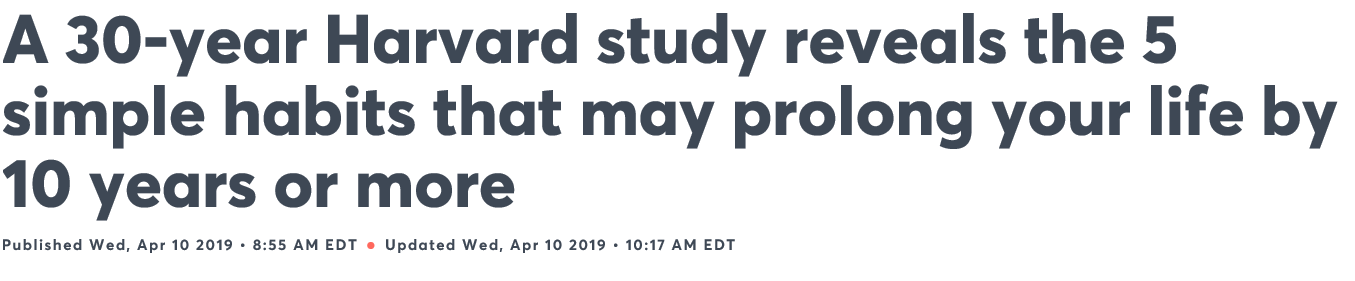 A 30-year Harvard study reveals the 5
simple habits that may prolong your life by
10 years or more
Published Wed, Apr 10 2019 • 8:55 AM EDT • Updated Wed, Apr 10 2019 • 10:17 AM EDT